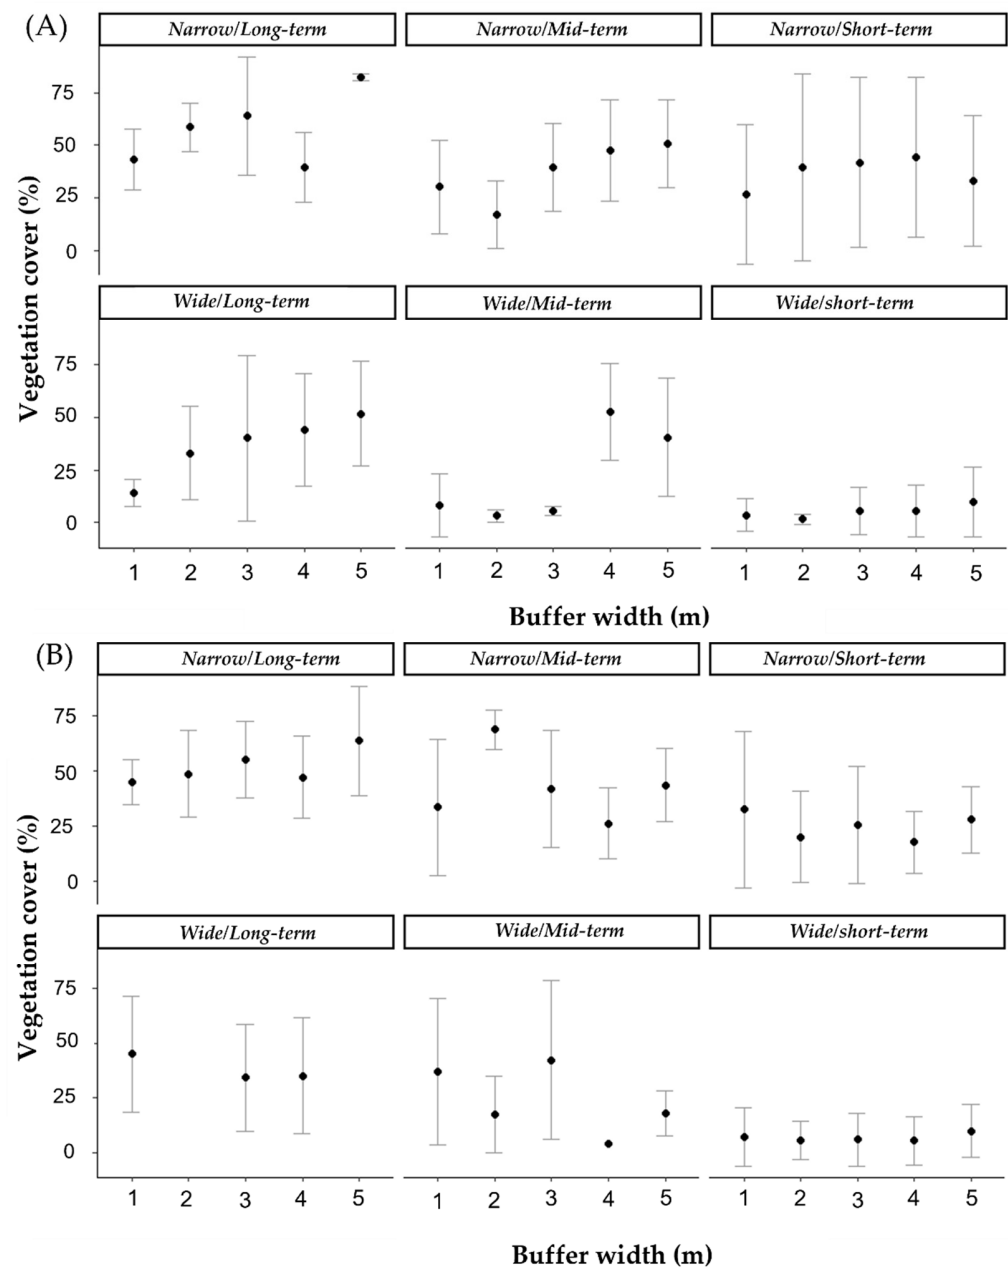 (A)
Narrow/Long-term Narrow/Mid-term Narrow/Short-term
75
50
25
0
Wide/Long-term Wide/Mid-term Wide/short-term
75
50
25
0
Vegetation cover (%)
1 2 3 4 5 1 2 3 4 5 1 2 3 4 5
Buffer width (m)
(B)
Narrow/Long-term Narrow/Mid-term Narrow/Short-term
75
50
25
0
Wide/Long-term Wide/Mid-term Wide/short-term
75
50
25
0
Vegetation cover (%)
1 2 3 4 5 1 2 3 4 5 1 2 3 4 5
Buffer width (m)